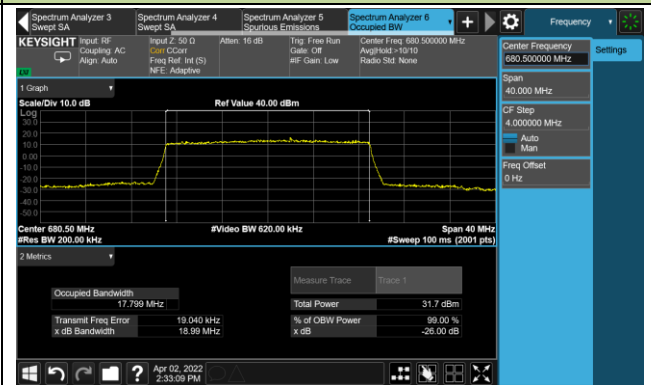 Spectrum Analyzer 3
Swept SA
Spectrum Analyzer 4
Swept SA
Spectrum Analyzer 5
Spurious Emissions
Spectrum Analyzer 6
Occupied BW
Frequency
KEYSIGHT
Input: RF
Coupling: AC
Align: Auto
Input Z: 50 Ω
Corr CCorr
Freq Ref: Int (S)
NFE: Adaptive
Atten: 16 dB
Trig: Free Run
Gate: Off
#IF Gain: Low
Center Freq: 680.500000 MHz
Avg|Hold:>10/10
Radio Std: None
Center Frequency
680.500000 MHz
Settings
Span
40.000 MHz
CF Step
4.000000 MHz
Auto
Man
Freq Offset
0 Hz
1 Graph
Scale/Div 10.0 dB
Ref Value 40.00 dBm
Log
30.0
20.0
10.0
0.00
-10.0
-20.0
-30.0
-40.0
-50.0
Center 680.50 MHz
#Video BW 620.00 kHz
Span 40 MHz
#Res BW 200.00 kHz
#Sweep 100 ms (2001 pts)
2 Metrics
Measure Trace
Trace 1
Occupied Bandwidth
17.799 MHz
Total Power
31.7 dBm
Transmit Freq Error
19.040 kHz
% of OBW Power
99.00 %
x dB Bandwidth
18.99 MHz
x dB
-26.00 dB
Apr 02, 2022
2:33:09 PM